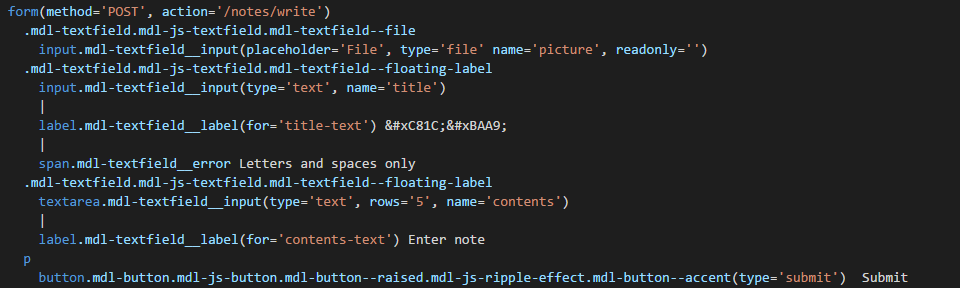 form(method='POST', action='/notes/write')
.mdl-textfield.mdl-js-textfield.mdl-textfield--file
input.mdl-textfield__input(placeholder='File', type='file' name='picture', readonly='')
.mdl-textfield.mdl-js-textfield.mdl-textfield--floating-label
input.mdl-textfield__input(type='text', name='title')
|
label.mdl-textfield__label(for='title-text') &#xC81C;&#xBAA9;
|
span.mdl-textfield__error Letters and spaces only
.mdl-textfield.mdl-js-textfield.mdl-textfield--floating-label
textarea.mdl-textfield__input(type='text', rows='5', name='contents')
|
label.mdl-textfield__label(for='contents-text') Enter note
p
button.mdl-button.mdl-js-button.mdl-button--raised.mdl-js-ripple-effect.mdl-button--accent(type='submit')  Submit